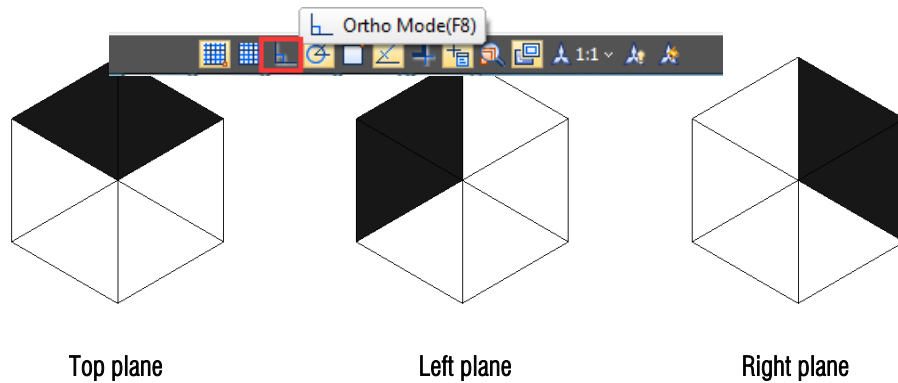 Ortho Mode(F8)
1:1
Top plane
Left plane
Right plane